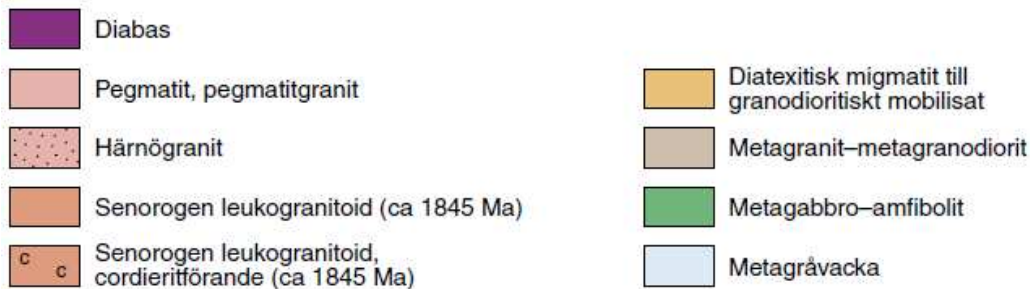 Diabas
Pegmatit, pegmatitgranit
Härnögranit
Senorogen leukogranitoid (ca 1845 Ma)
c
c
Senorogen leukogranitoid,
cordieritförande (ca 1845 Ma)
Diatexitisk migmatit till
granodioritiskt mobilisat
Metagranit–metagranodiorit
Metagabbro–amfibolit
Metagråvacka